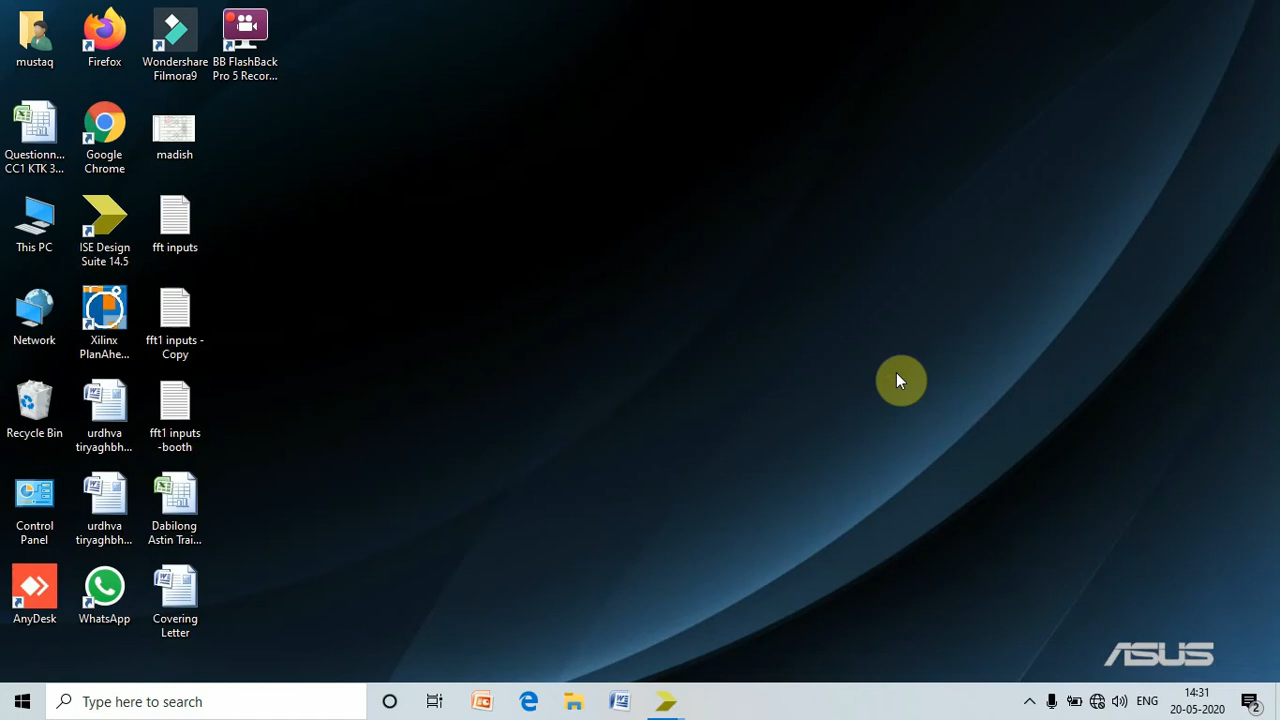 mustaq
Firefox
Wondershare
Filmora9
BB FlashBack
Pro 5 Recor...
Questionn...
CC1 KTK 3...
Google
Chrome
madish
This PC
ISE Design
Suite 14.5
fft inputs
Network
Xilinx
PlanAhe...
fft1 inputs -
Copy
Recycle Bin
urdhva
tiryaghbh...
fft1 inputs
-booth
Control
Panel
urdhva
tiryaghbh...
Dabilong
Astin Trai...
AnyDesk
WhatsApp
Covering
Letter
ASUS
Type here to search
ENG
14:31
20-05-2020
2